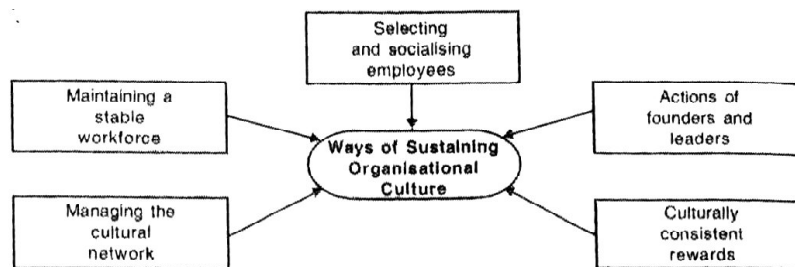 Selecting
and socialising
employees
Maintaining a
stable
workforce
Actions of
founders and
leaders
Ways of Sustaining
Organisational
Culture
Managing the
cultural
network
Culturally
consistent
rewards